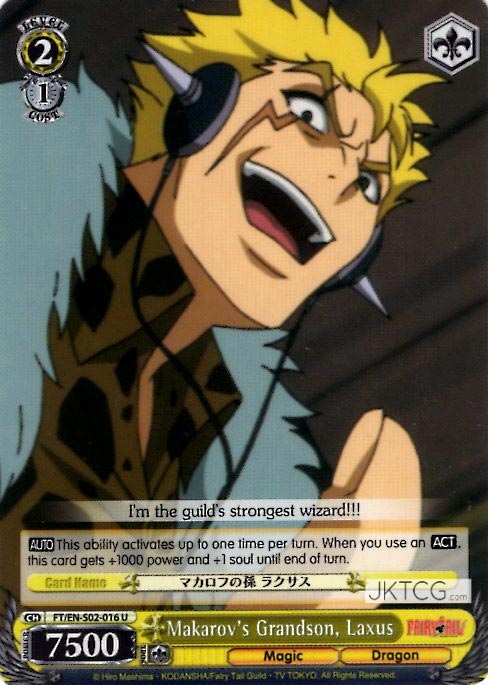 LEVEL
2
1
COST
I'm the guild's strongest wizard!!!
AUTO This ability activates up to one time per turn. When you use an ACT,
this card gets +1000 power and +1 soul until end of turn.
Card Name マカロフの孫 ラクサス
JKTCG.com
CH FT/EN-S02-016 U
Makarov's Grandson, Laxus FAIRY TAIL
POWER 7500 SOUL
Magic Dragon
© Hiro Mashima・KODANSHA/Fairy Tail Guild・TV TOKYO. All Rights Reserved.